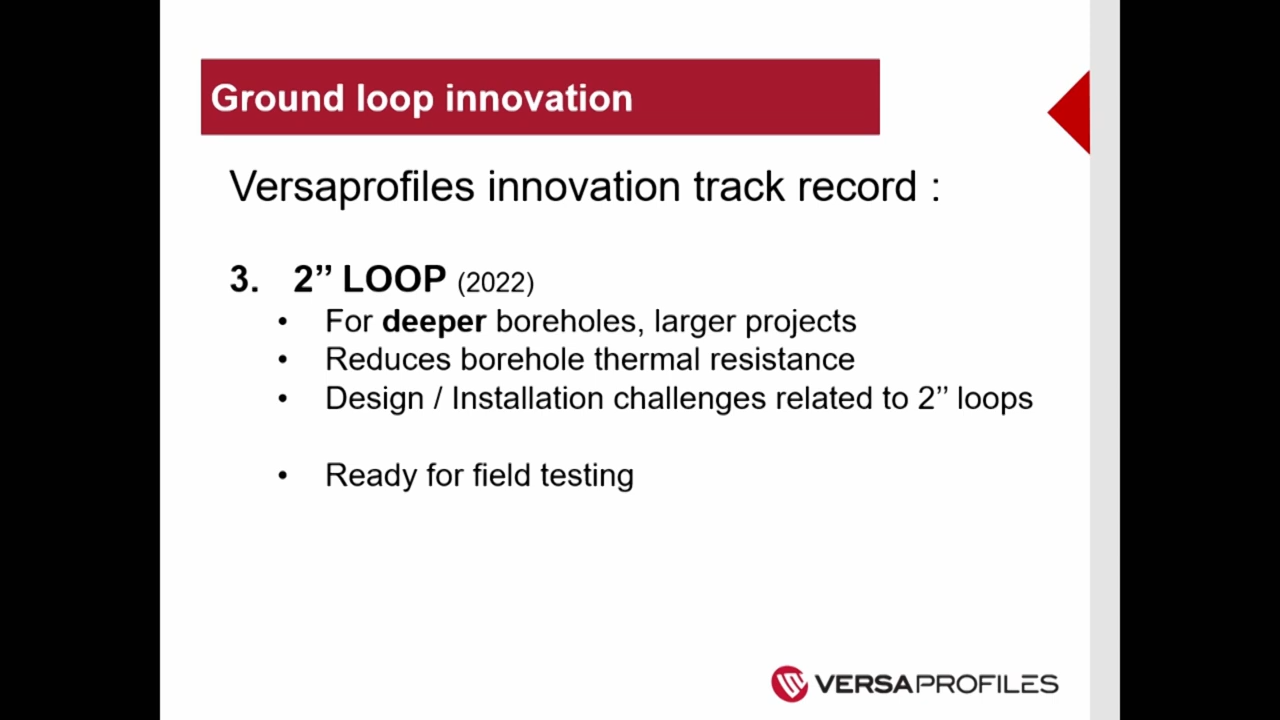 Ground loop innovation
Versaprofiles innovation track record :
3. 2’’ LOOP (2022)
• For deeper boreholes, larger projects
• Reduces borehole thermal resistance
• Design / Installation challenges related to 2’’ loops
• Ready for field testing
VERSAPROFILES